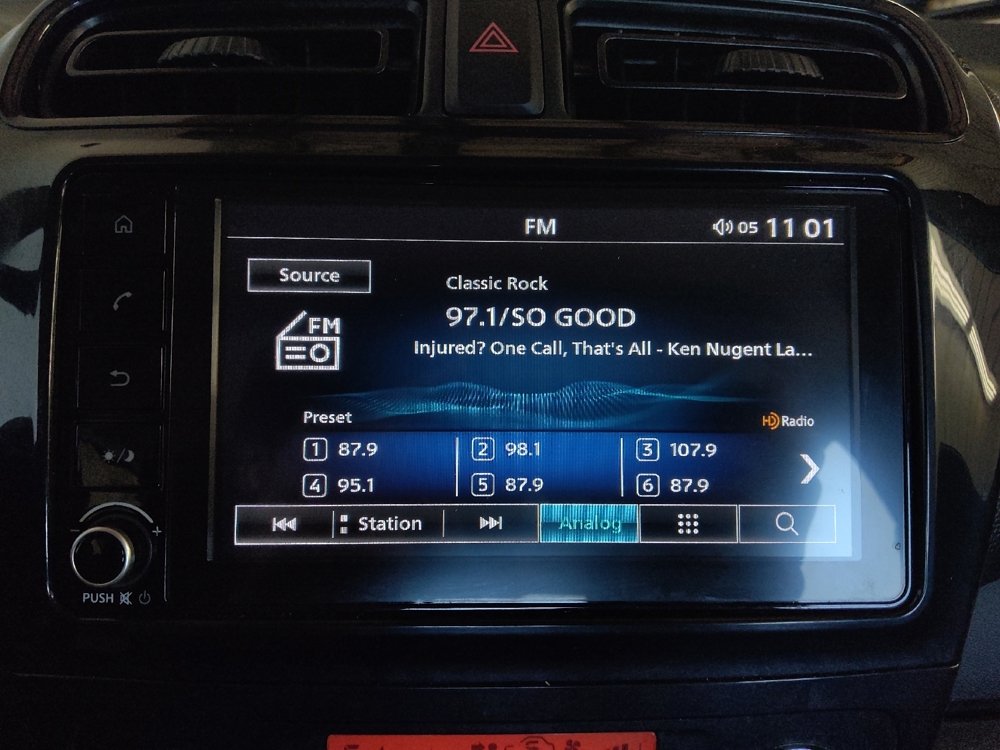 FM
05 11 01
Source
Classic Rock
FM
97.1/SO GOOD
Injured? One Call, That's All - Ken Nugent La...
Preset
HD Radio
1 87.9 2 98.1 3 107.9
4 95.1 5 87.9 6 87.9
Station Analog
- +
PUSH